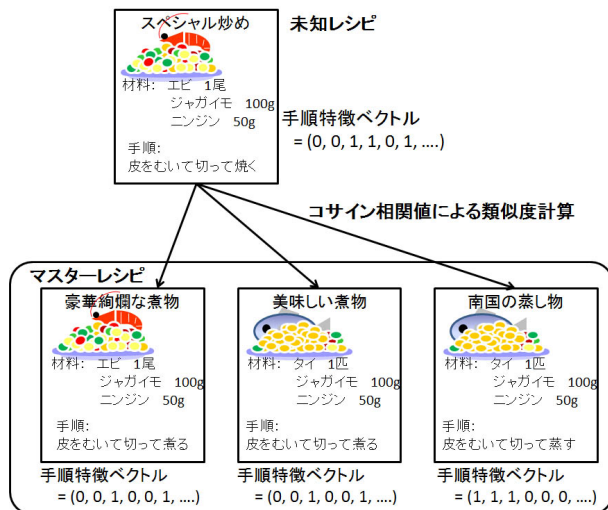 スペシャル炒め
未知レシピ
材料: エビ 1尾
ジャガイモ 100g
ニンジン 50g
手順:
皮をむいて切って焼く
手順特徴ベクトル
= (0, 0, 1, 1, 0, 1, ....)
コサイン相関値による類似度計算
マスターレシピ
豪華絢爛な煮物
材料: エビ 1尾
ジャガイモ 100g
ニンジン 50g
手順:
皮をむいて切って煮る
手順特徴ベクトル
= (0, 0, 1, 0, 0, 1, ....)
美味しい煮物
材料: タイ 1匹
ジャガイモ 100g
ニンジン 50g
手順:
皮をむいて切って煮る
手順特徴ベクトル
= (0, 0, 1, 0, 0, 1, ....)
南国の蒸し物
材料: タイ 1匹
ジャガイモ 100g
ニンジン 50g
手順:
皮をむいて切って蒸す
手順特徴ベクトル
= (1, 1, 1, 0, 0, 0, ....)